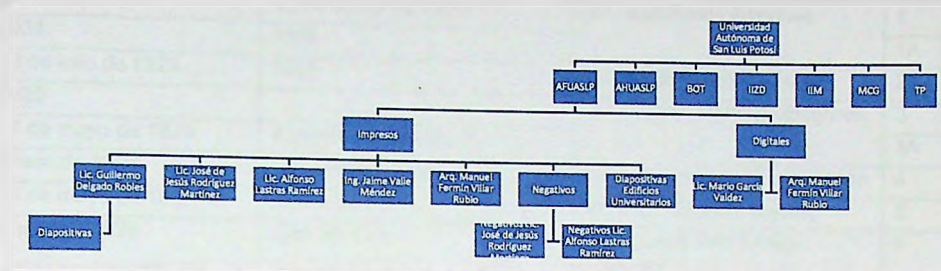 Universidad
Autónoma de
San Luis Potosí
AFUASLP
AHUASLP
BOT
IIZD
IIM
MCG
TP
Impresos
Digitales
Lic. Guillermo
Delgado Robles
Lic. José de
Jesús Rodríguez
Martínez
Lic. Alfonso
Lastras Ramírez
Ing. Jaime Valle
Méndez
Arq. Manuel
Fermín Villar
Rubio
Negativos
Diapositivas
Edificios
Universitarios
Lic. Mario García
Valdez
Arq. Manuel
Fermín Villar
Rubio
Diapositivas
Negativos Lic.
José de Jesús
Rodríguez
Negativos Lic.
Alfonso Lastras
Ramírez